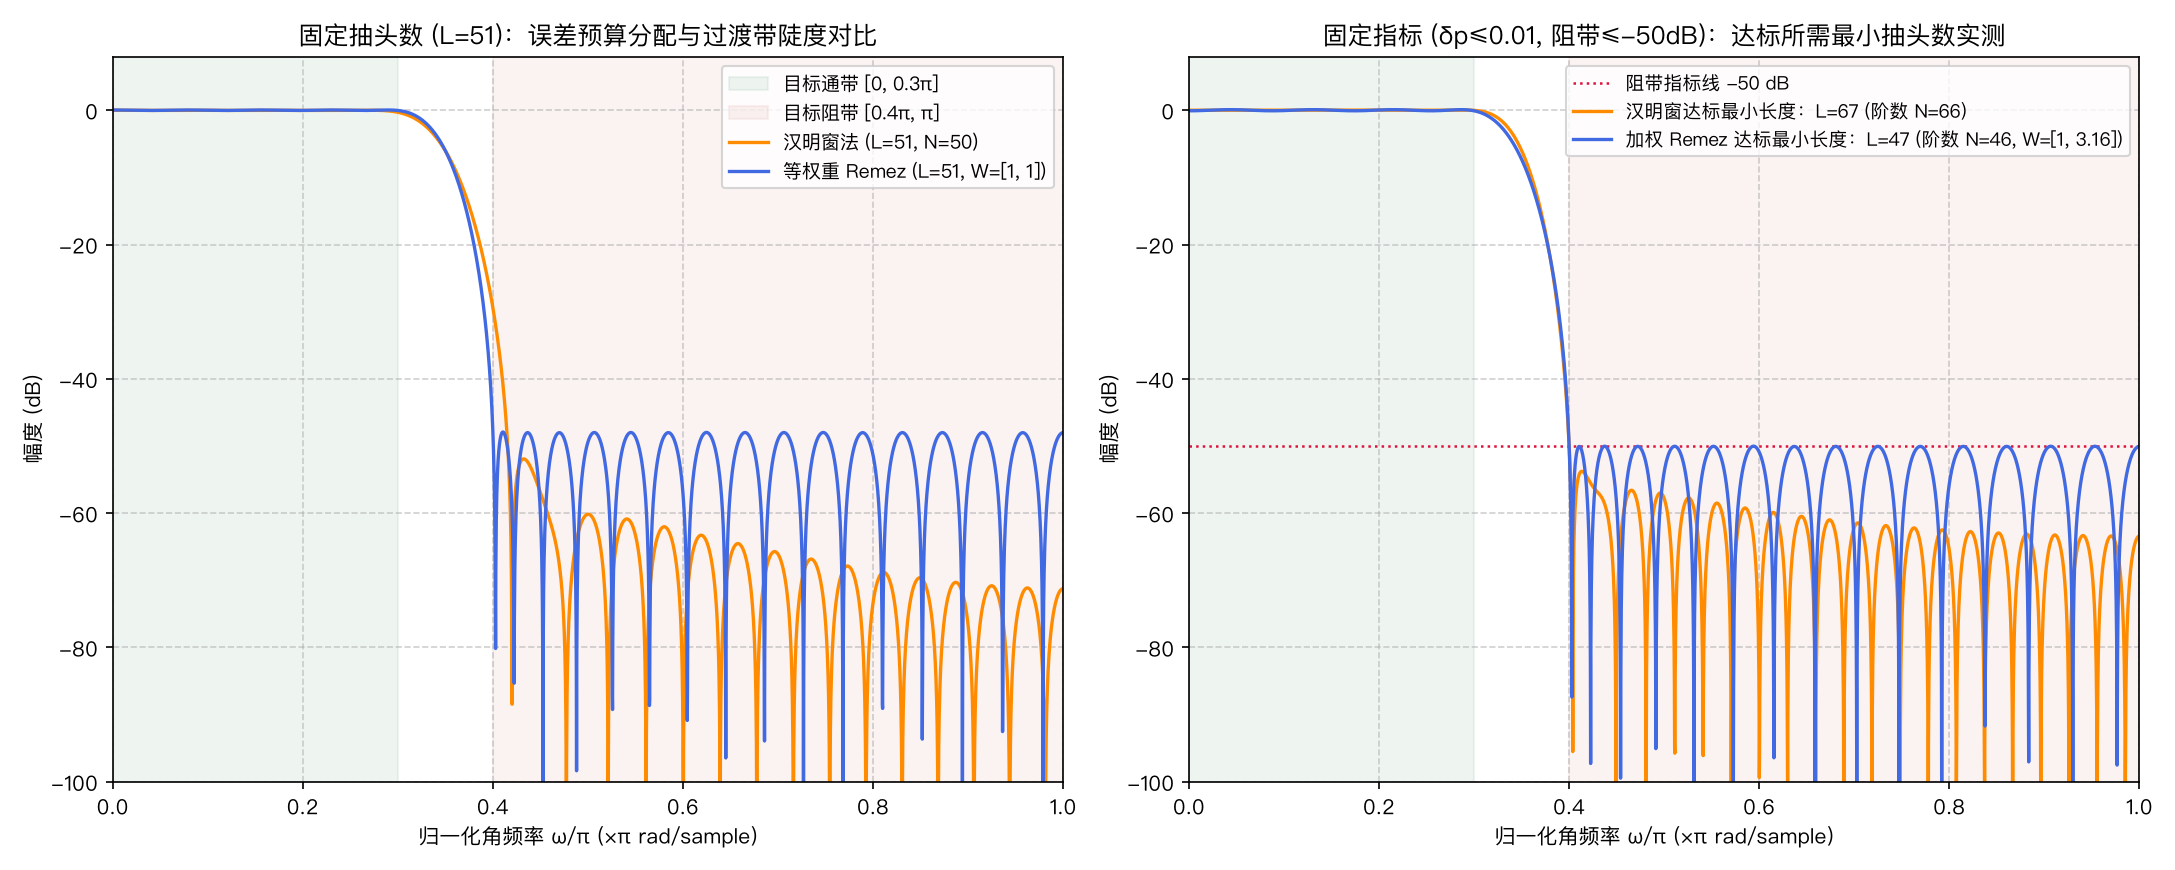 固定抽头数 (L=51)：误差预算分配与过渡带陡度对比
目标通带 [0, 0.3π]
目标阻带 [0.4π, π]
汉明窗法 (L=51, N=50)
等权重 Remez (L=51, W=[1, 1])
幅度 (dB)
0
−20
−40
−60
−80
−100
0.0 0.2 0.4 0.6 0.8 1.0
归一化角频率 ω/π (×π rad/sample)
固定指标 (δp≤0.01, 阻带≤−50dB)：达标所需最小抽头数实测
阻带指标线 −50 dB
汉明窗达标最小长度：L=67 (阶数 N=66)
加权 Remez 达标最小长度：L=47 (阶数 N=46, W=[1, 3.16])
幅度 (dB)
0
−20
−40
−60
−80
−100
0.0 0.2 0.4 0.6 0.8 1.0
归一化角频率 ω/π (×π rad/sample)